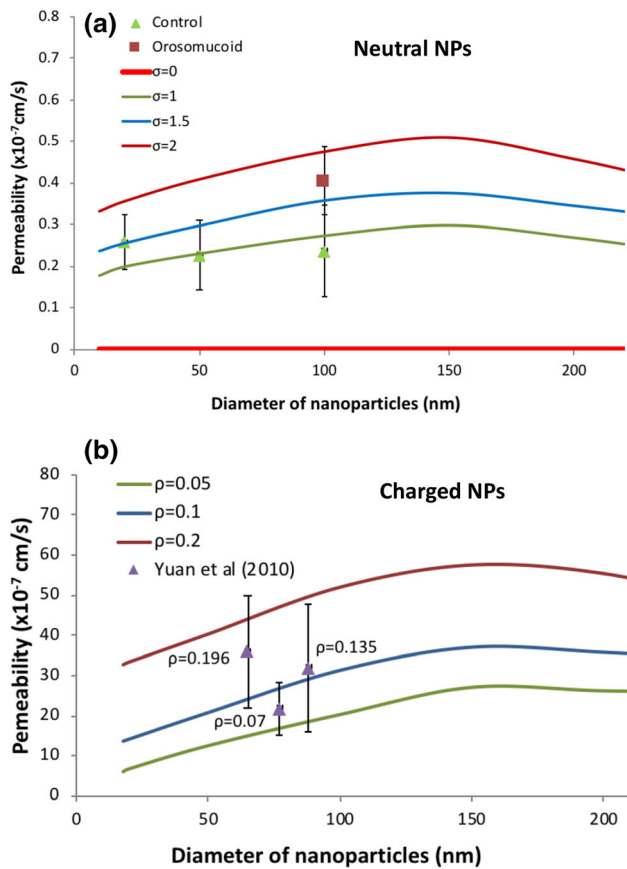 (a)
Control
Orosomucoid
σ=0
σ=1
σ=1.5
σ=2
Neutral NPs
Permeability (x10⁻⁷cm/s)
0.8
0.7
0.6
0.5
0.4
0.3
0.2
0.1
0
0
50
100
150
200
Diameter of nanoparticles (nm)
(b)
ρ=0.05
ρ=0.1
ρ=0.2
Yuan et al (2010)
Charged NPs
Pemeability (x10⁻⁷ cm/s)
80
70
60
50
40
30
20
10
0
ρ=0.196
ρ=0.07
ρ=0.135
0
50
100
150
200
Diameter of nanoparticles (nm)